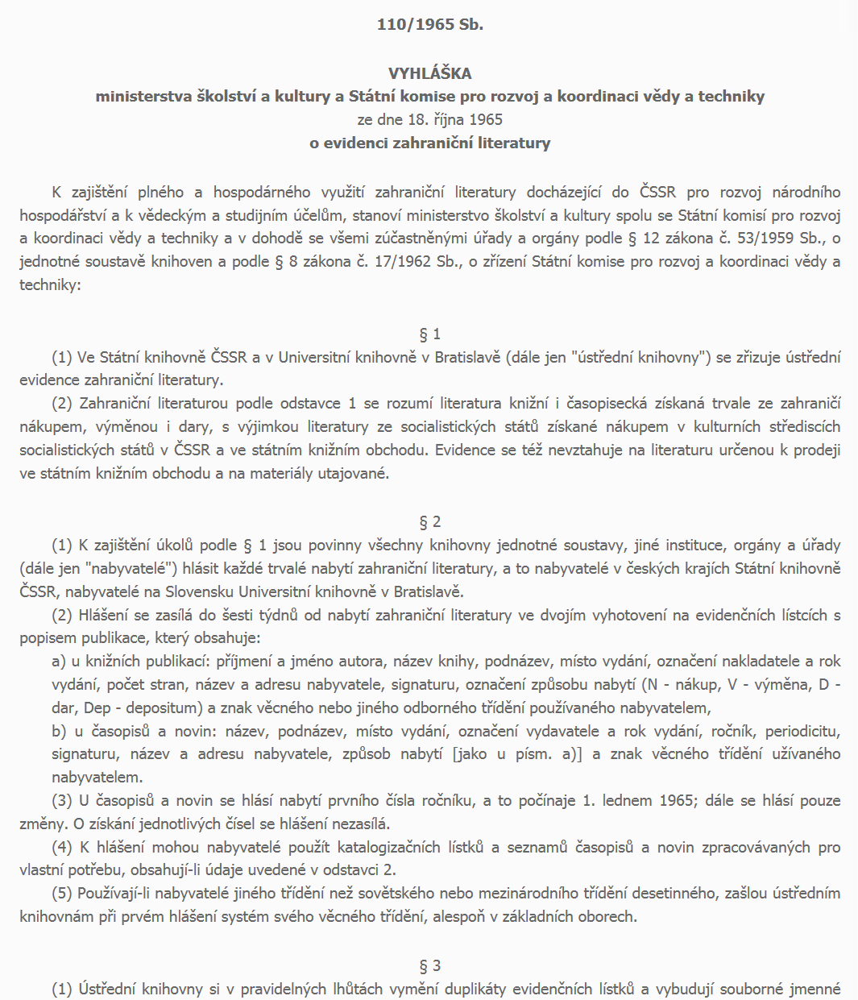 110/1965 Sb.
VYHLÁŠKA
ministerstva školství a kultury a Státní komise pro rozvoj a koordinaci vědy a techniky
ze dne 18. října 1965
o evidenci zahraniční literatury
K zajištění plného a hospodárného využití zahraniční literatury docházející do ČSSR pro rozvoj národního
hospodářství a k vědeckým a studijním účelům, stanoví ministerstvo školství a kultury spolu se Státní komisí pro rozvoj
a koordinaci vědy a techniky a v dohodě se všemi zúčastněnými úřady a orgány podle § 12 zákona č. 53/1959 Sb., o
jednotné soustavě knihoven a podle § 8 zákona č. 17/1962 Sb., o zřízení Státní komise pro rozvoj a koordinaci vědy a
techniky:
§ 1
(1) Ve Státní knihovně ČSSR a v Universitní knihovně v Bratislavě (dále jen "ústřední knihovny") se zřizuje ústřední
evidence zahraniční literatury.
(2) Zahraniční literaturou podle odstavce 1 se rozumí literatura knižní i časopisecká získaná trvale ze zahraničí
nákupem, výměnou i dary, s výjimkou literatury ze socialistických států získané nákupem v kulturních střediscích
socialistických států v ČSSR a ve státním knižním obchodu. Evidence se též nevztahuje na literaturu určenou k prodeji
ve státním knižním obchodu a na materiály utajované.
§ 2
(1) K zajištění úkolů podle § 1 jsou povinny všechny knihovny jednotné soustavy, jiné instituce, orgány a úřady
(dále jen "nabyvatelé") hlásit každé trvalé nabytí zahraniční literatury, a to nabyvatelé v českých krajích Státní knihovně
ČSSR, nabyvatelé na Slovensku Universitní knihovně v Bratislavě.
(2) Hlášení se zasílá do šesti týdnů od nabytí zahraniční literatury ve dvojím vyhotovení na evidenčních lístcích s
popisem publikace, který obsahuje:
a) u knižních publikací: příjmení a jméno autora, název knihy, podnázev, místo vydání, označení nakladatele a rok
vydání, počet stran, název a adresu nabyvatele, signaturu, označení způsobu nabytí (N - nákup, V - výměna, D -
dar, Dep - depositum) a znak věcného nebo jiného odborného třídění používaného nabyvatelem,
b) u časopisů a novin: název, podnázev, místo vydání, označení vydavatele a rok vydání, ročník, periodicitu,
signaturu, název a adresu nabyvatele, způsob nabytí [jako u písm. a)] a znak věcného třídění užívaného
nabyvatelem.
(3) U časopisů a novin se hlásí nabytí prvního čísla ročníku, a to počínaje 1. lednem 1965; dále se hlásí pouze
změny. O získání jednotlivých čísel se hlášení nezasílá.
(4) K hlášení mohou nabyvatelé použít katalogizačních lístků a seznamů časopisů a novin zpracovávaných pro
vlastní potřebu, obsahují-li údaje uvedené v odstavci 2.
(5) Používají-li nabyvatelé jiného třídění než sovětského nebo mezinárodního třídění desetinného, zašlou ústředním
knihovnám při prvém hlášení systém svého věcného třídění, alespoň v základních oborech.
§ 3
(1) Ústřední knihovny si v pravidelných lhůtách vymění duplikáty evidenčních lístků a vybudují souborné jmenné